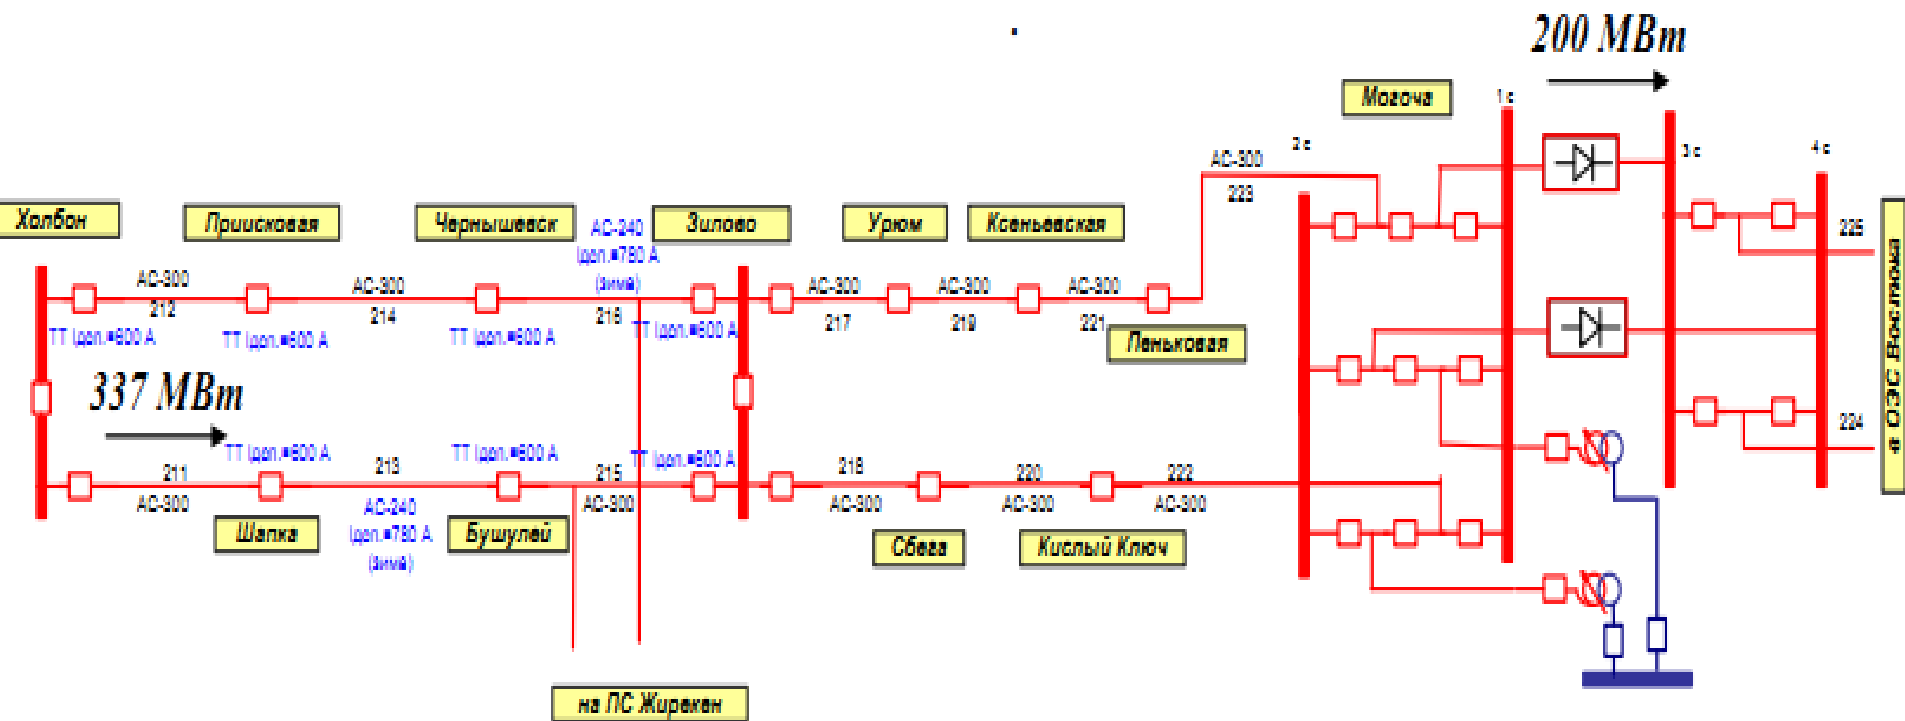 200 МВт
Могоча
1 с
2 с
3 с
4 с
АС-300
223
225
Холбон
Приисковая
Чернышевск
АС-240
Iдоп.=780 А
(зима)
Зилово
Урюм
Ксеньевская
АС-300
212
АС-300
214
216
АС-300
217
АС-300
219
АС-300
221
ТТ Iдоп.=600 А
ТТ Iдоп.=600 А
ТТ Iдоп.=600 А
ТТ Iдоп.=600 А
Пеньковая
в ОЭС Востока
337 МВт
224
ТТ Iдоп.=600 А
ТТ Iдоп.=600 А
ТТ Iдоп.=600 А
211
АС-300
213
АС-240
Iдоп.=780 А
(зима)
215
АС-300
218
АС-300
220
АС-300
222
АС-300
Шапка
Бушулей
Сбега
Кислый Ключ
на ПС Жирекен